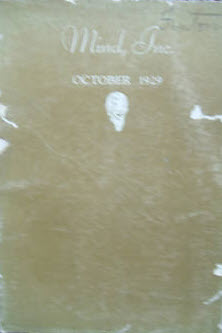 Mind, Inc.
OCTOBER 1929